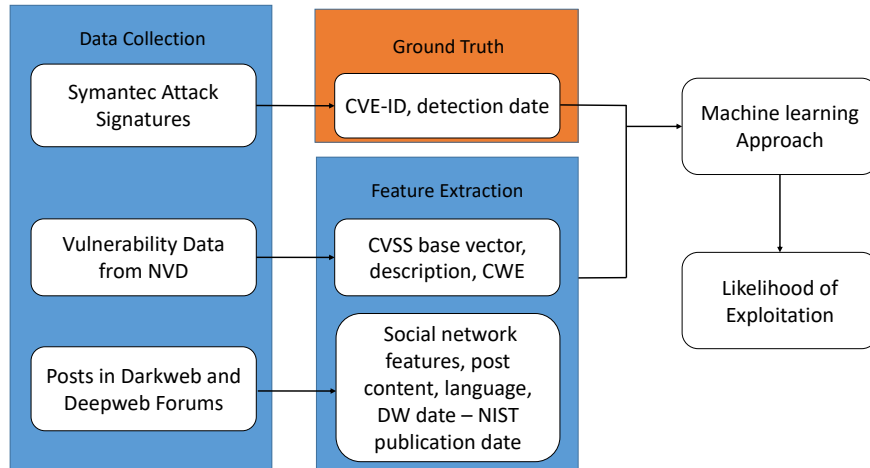 Data Collection
Symantec Attack
Signatures
Vulnerability Data
from NVD
Posts in Darkweb and
Deepweb Forums
Ground Truth
CVE-ID, detection date
Feature Extraction
CVSS base vector,
description, CWE
Social network
features, post
content, language,
DW date – NIST
publication date
Machine learning
Approach
Likelihood of
Exploitation